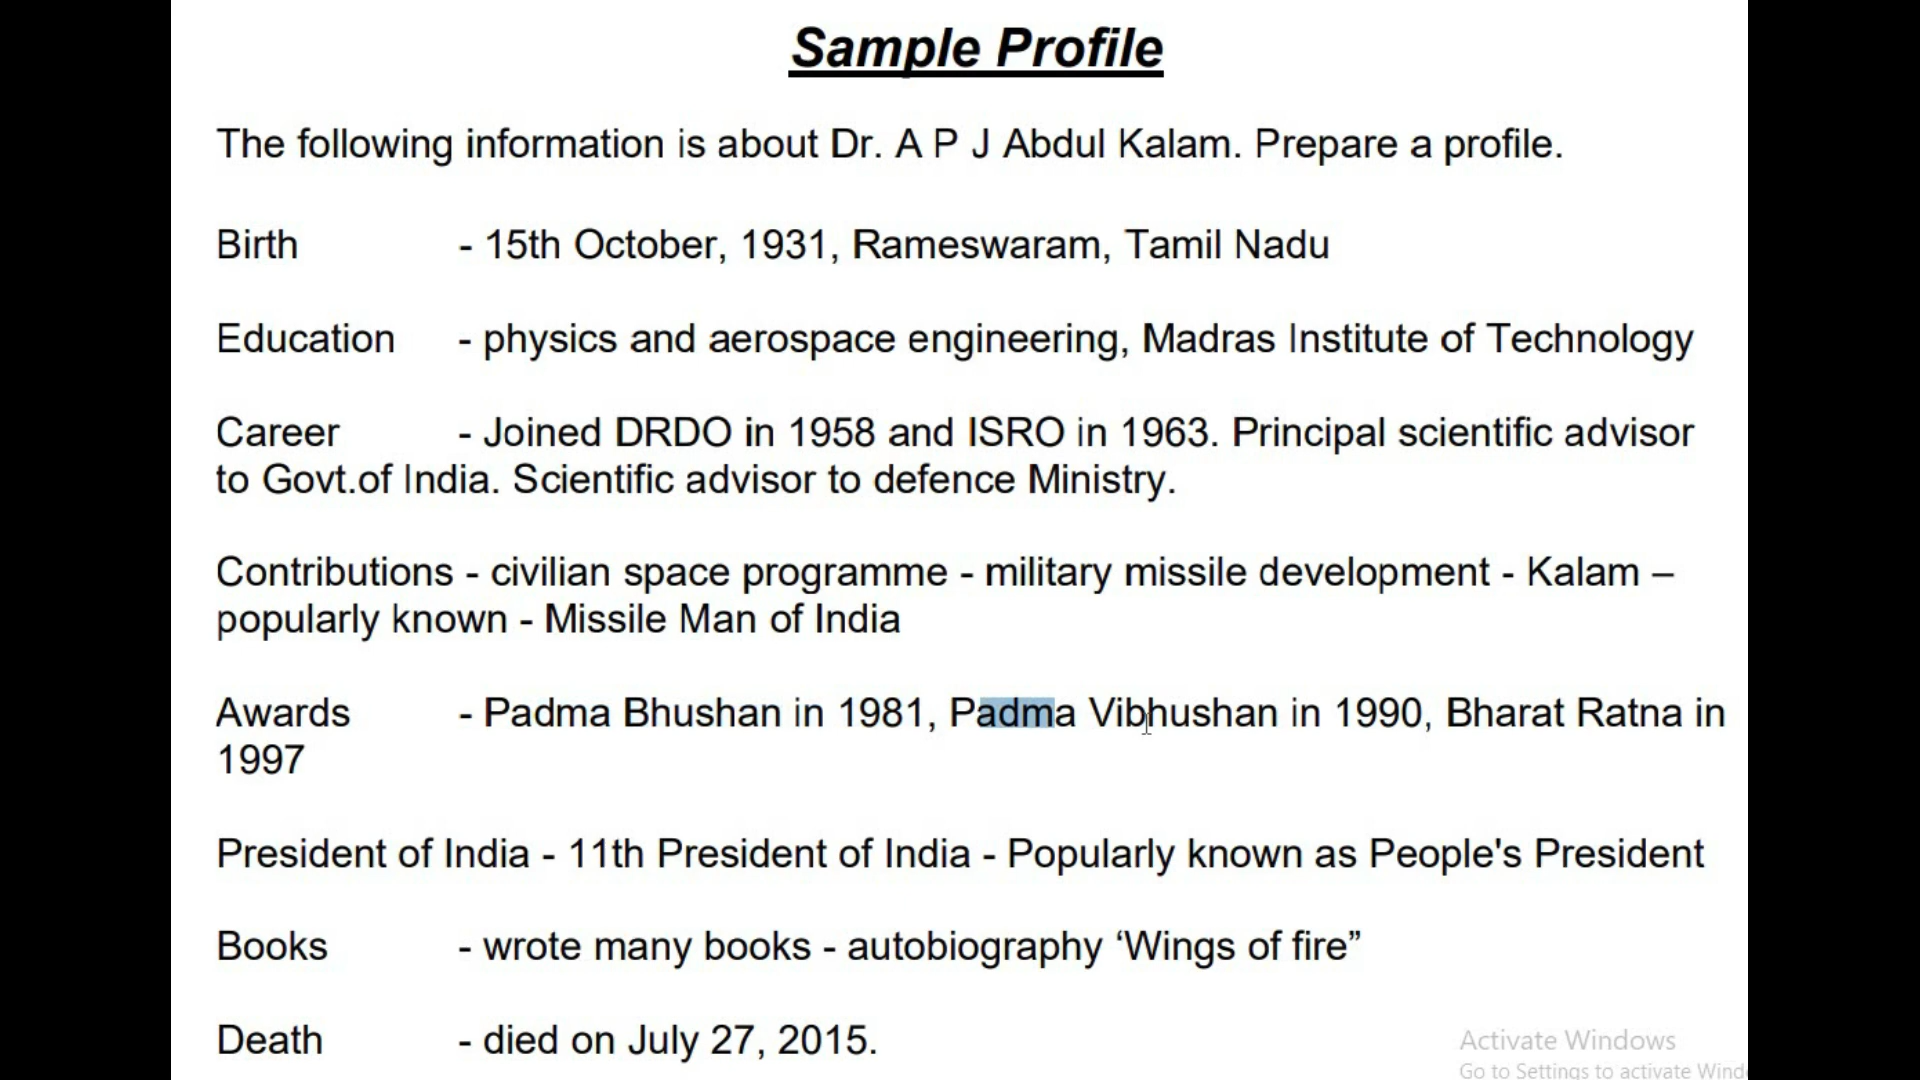 Sample Profile
The following information is about Dr. A P J Abdul Kalam. Prepare a profile.
Birth - 15th October, 1931, Rameswaram, Tamil Nadu
Education - physics and aerospace engineering, Madras Institute of Technology
Career - Joined DRDO in 1958 and ISRO in 1963. Principal scientific advisor
to Govt.of India. Scientific advisor to defence Ministry.
Contributions - civilian space programme - military missile development - Kalam –
popularly known - Missile Man of India
Awards - Padma Bhushan in 1981, Padma Vibhushan in 1990, Bharat Ratna in
1997
President of India - 11th President of India - Popularly known as People's President
Books - wrote many books - autobiography ‘Wings of fire”
Death - died on July 27, 2015.
Activate Windows
Go to Settings to activate Wind